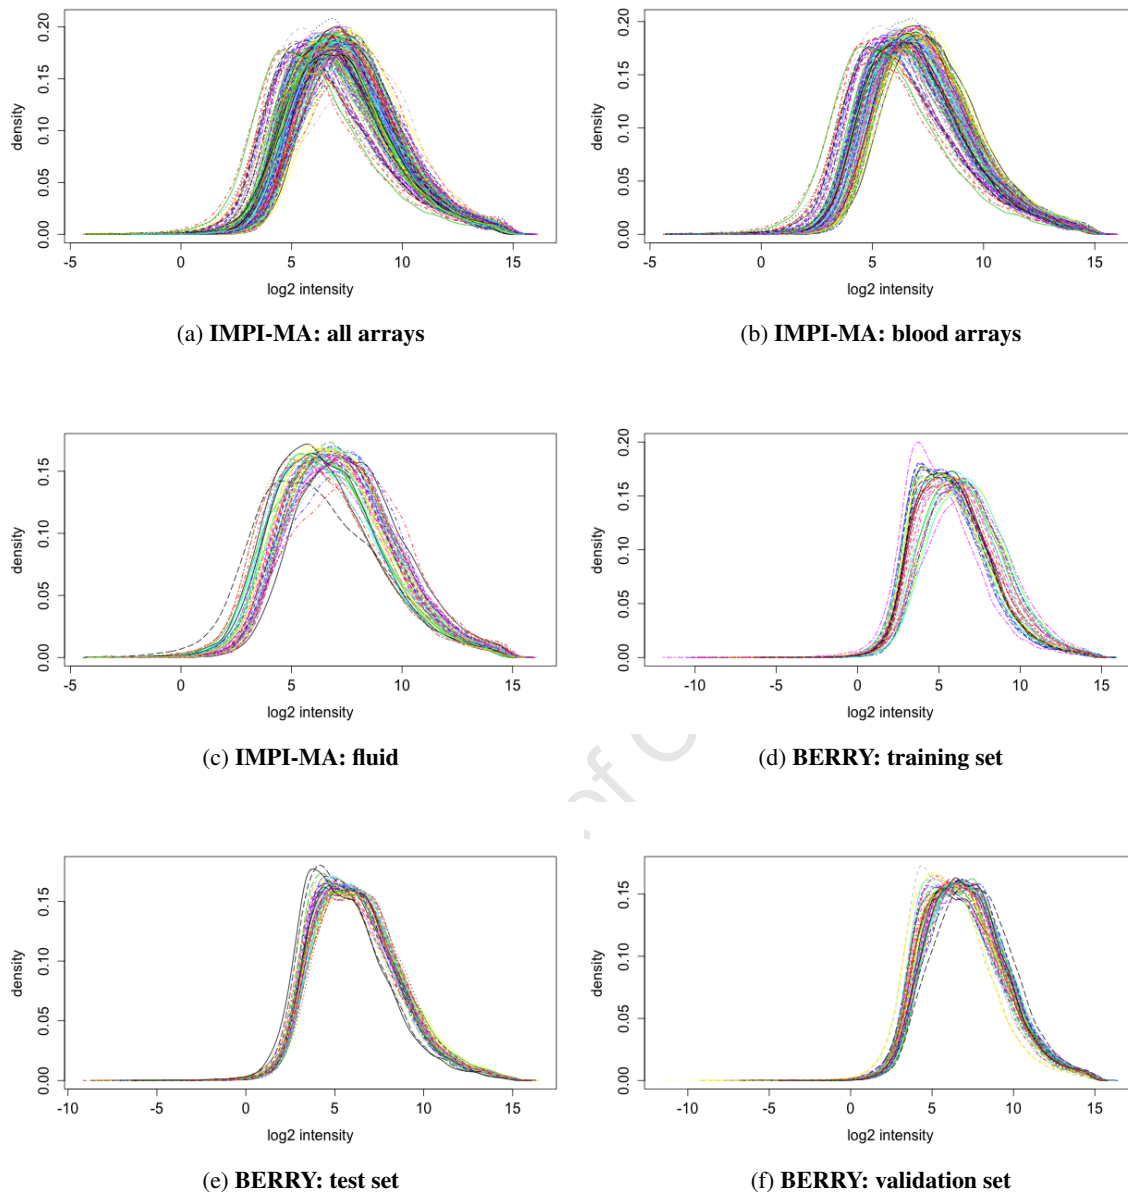 density
0.00 0.05 0.10 0.15 0.20
-5 0 5 10 15
log2 intensity
(a) IMPI-MA: all arrays
density
0.00 0.05 0.10 0.15 0.20
-5 0 5 10 15
log2 intensity
(b) IMPI-MA: blood arrays
density
0.00 0.05 0.10 0.15
-5 0 5 10 15
log2 intensity
(c) IMPI-MA: fluid
density
0.00 0.05 0.10 0.15 0.20
-10 -5 0 5 10 15
log2 intensity
(d) BERRY: training set
of C
density
0.00 0.05 0.10 0.15
-10 -5 0 5 10 15
log2 intensity
(e) BERRY: test set
density
0.00 0.05 0.10 0.15
-10 -5 0 5 10 15
log2 intensity
(f) BERRY: validation set